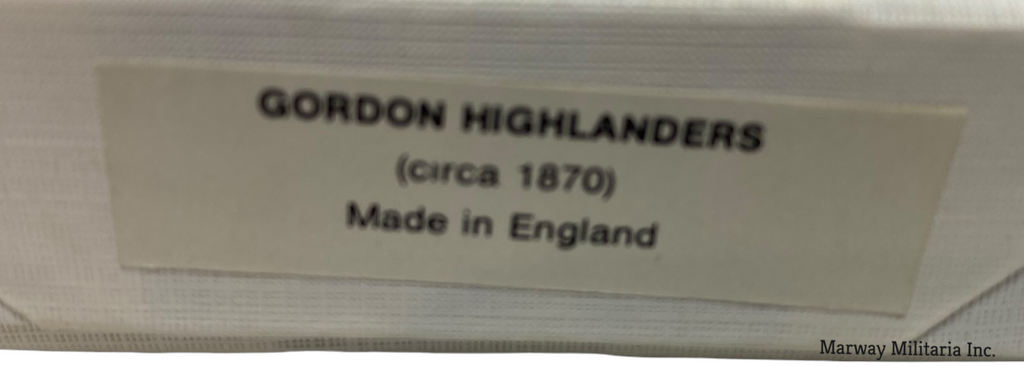 GORDON HIGHLANDERS
(circa 1870)
Made in England
Marway Militaria Inc.